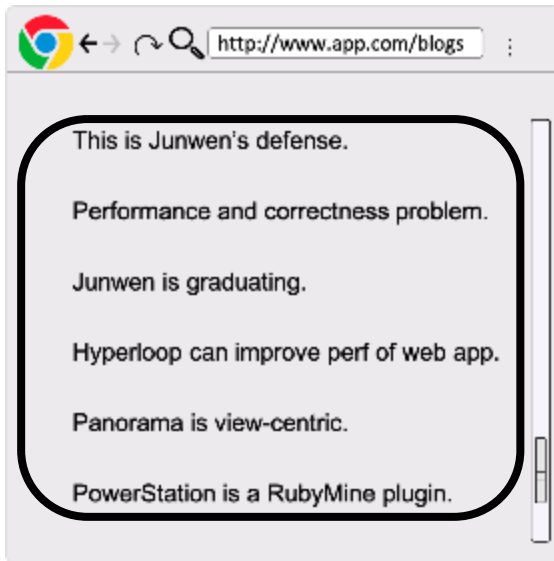 http://www.app.com/blogs
This is Junwen's defense.
Performance and correctness problem.
Junwen is graduating.
Hyperloop can improve perf of web app.
Panorama is view-centric.
PowerStation is a RubyMine plugin.